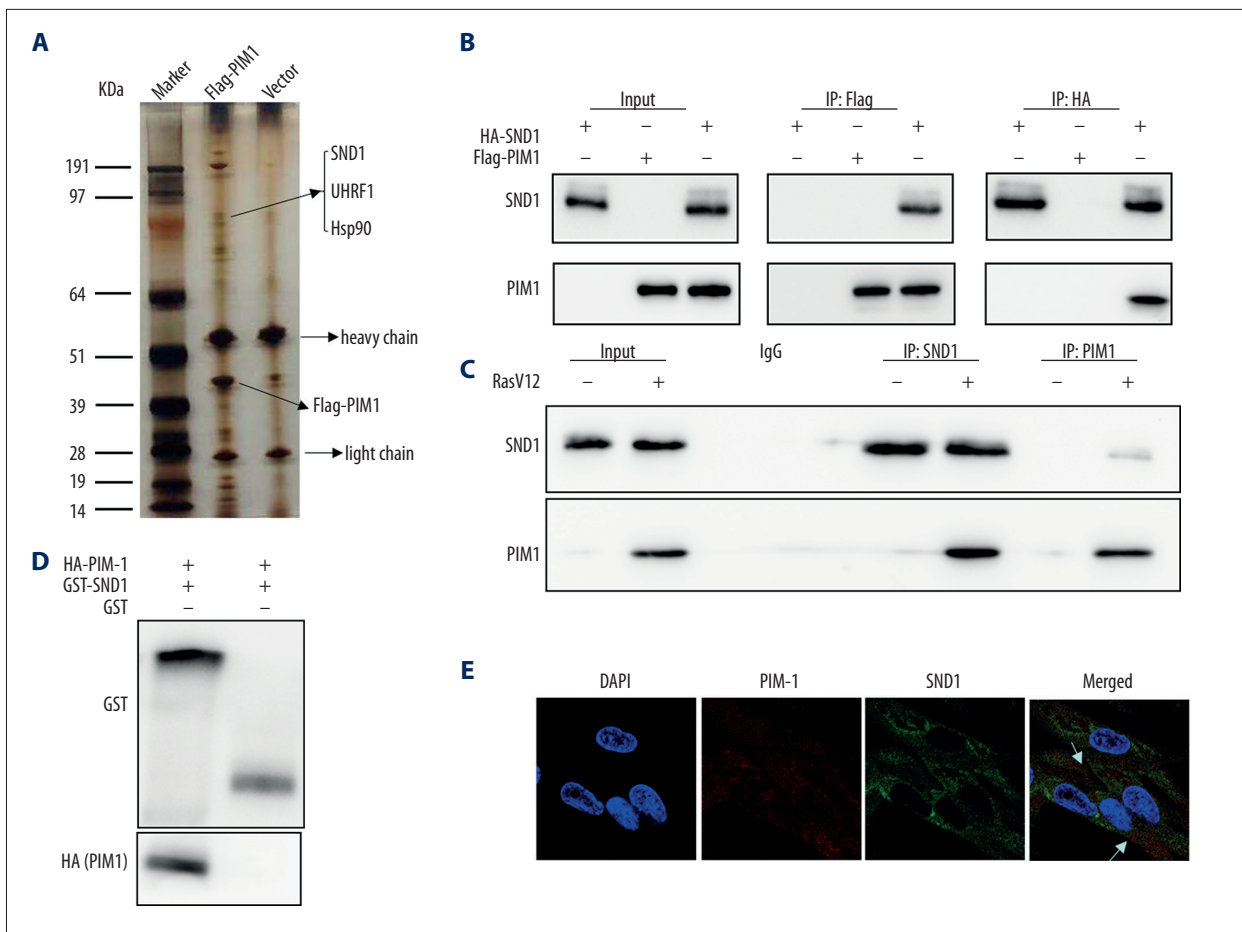 A
KDa
Marker
Flag-PIM1
Vector
191
97
64
51
39
28
19
14
SND1
UHRF1
Hsp90
heavy chain
Flag-PIM1
light chain
B
Input IP: Flag IP: HA
HA-SND1 + – + + – + + – +
Flag-PIM1 – + – – + – – + –
SND1
PIM1
C
Input IgG IP: SND1 IP: PIM1
RasV12 – + – + – +
SND1
PIM1
D
HA-PIM-1 + +
GST-SND1 + +
GST – –
GST
HA (PIM1)
E
DAPI PIM-1 SND1 Merged